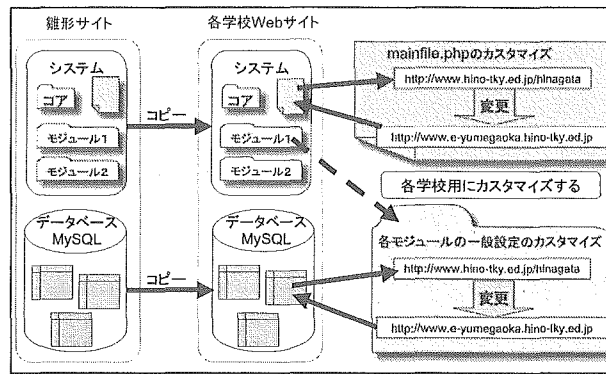 雛形サイト
システム
コア
モジュール1
モジュール2
データベース
MySQL
コピー
コピー
各学校Webサイト
システム
コア
モジュール1
モジュール2
データベース
MySQL
mainfile.phpのカスタマイズ
http://www.hino-tky.ed.jp/hinagata
変更
http://www.e-yumegaoka.hino-tky.ed.jp
各学校用にカスタマイズする
各モジュールの一般設定のカスタマイズ
http://www.hino-tky.ed.jp/hinagata
変更
http://www.e-yumegaoka.hino-tky.ed.jp